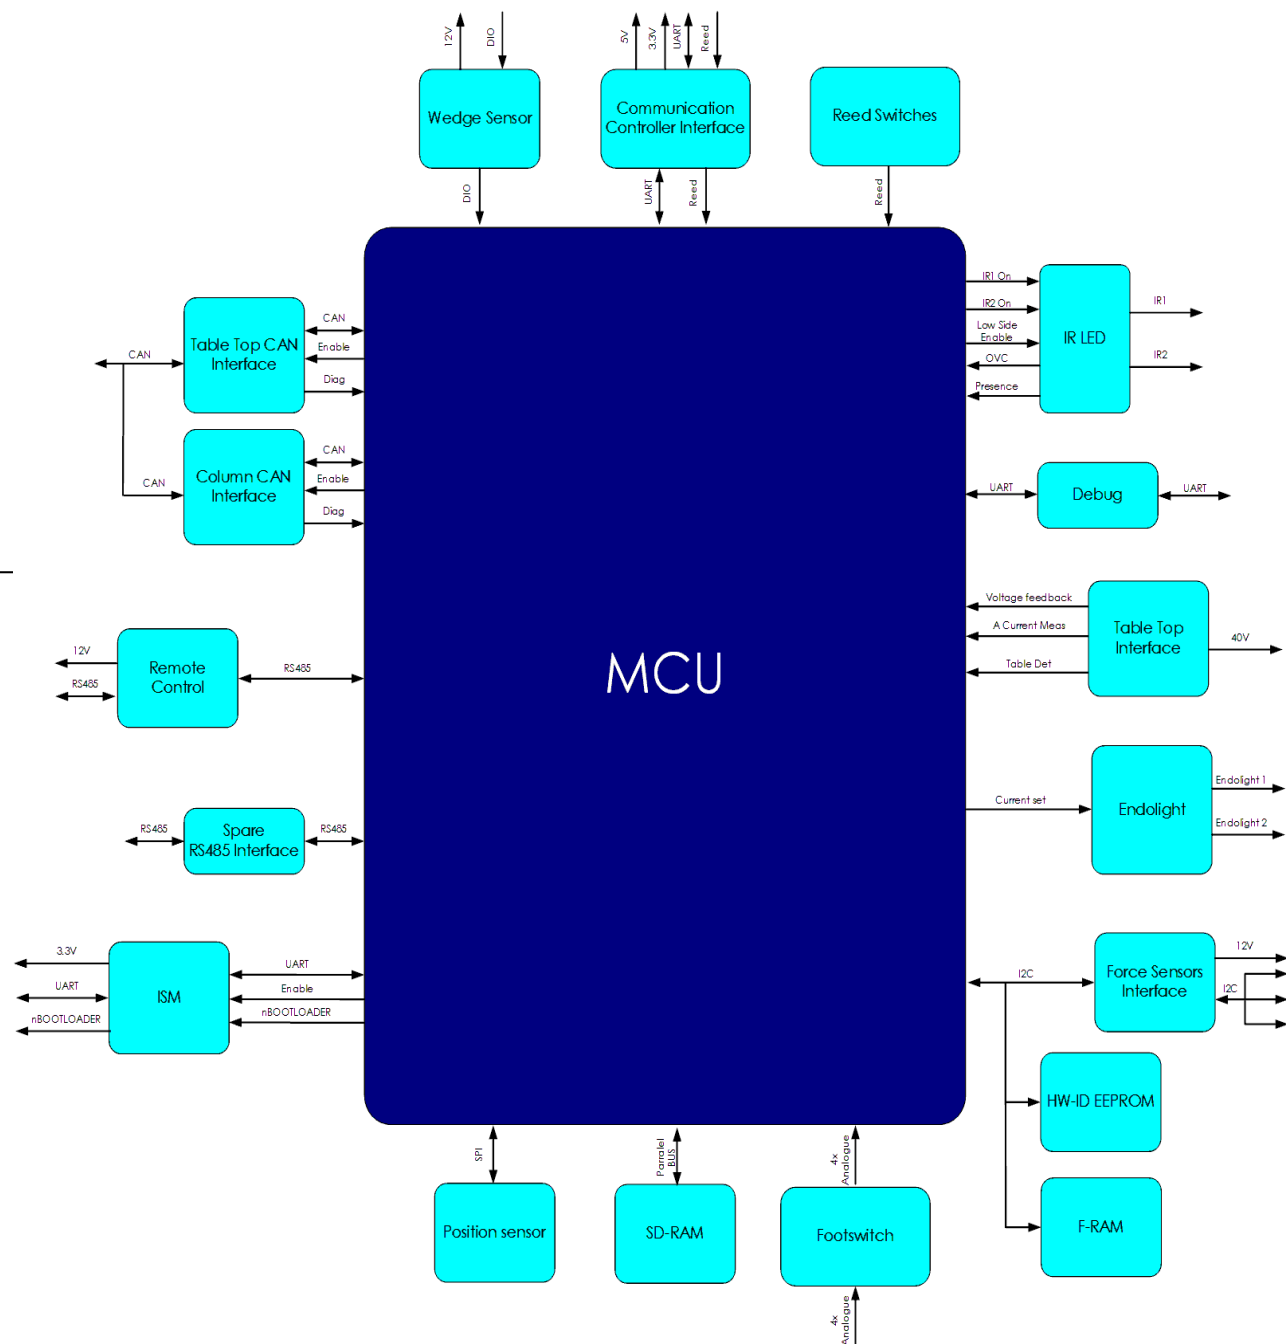 12V
DIO
5V
3.3V
UART
Reed
Wedge Sensor
Communication
Controller Interface
Reed Switches
DIO
UART
Reed
Reed
IR1 On
IR2 On
Low Side
Enable
OVC
Presence
IR LED
IR1
IR2
CAN
Table Top CAN
Interface
CAN
Enable
Diag
CAN
Column CAN
Interface
CAN
Enable
Diag
UART
Debug
UART
MCU
Voltage feedback
A Current Meas
Table Det
Table Top
Interface
40V
12V
RS485
Remote
Control
RS485
Current set
Endolight
Endolight 1
Endolight 2
RS485
Spare
RS485 Interface
RS485
3.3V
UART
nBOOTLOADER
ISM
UART
Enable
nBOOTLOADER
I2C
Force Sensors
Interface
12V
I2C
HW-ID EEPROM
F-RAM
SPI
Position sensor
Parralel
BUS
SD-RAM
4x
Analogue
Footswitch
4x
Analogue